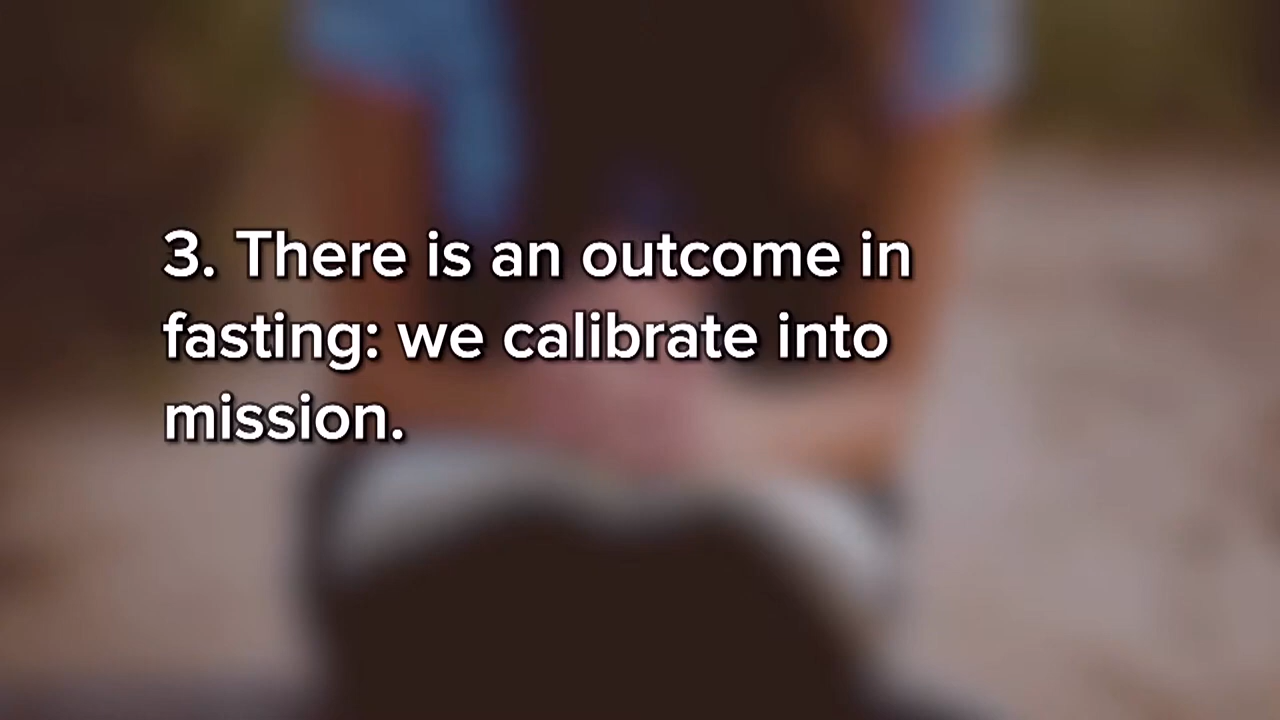 3. There is an outcome in
fasting: we calibrate into
mission.